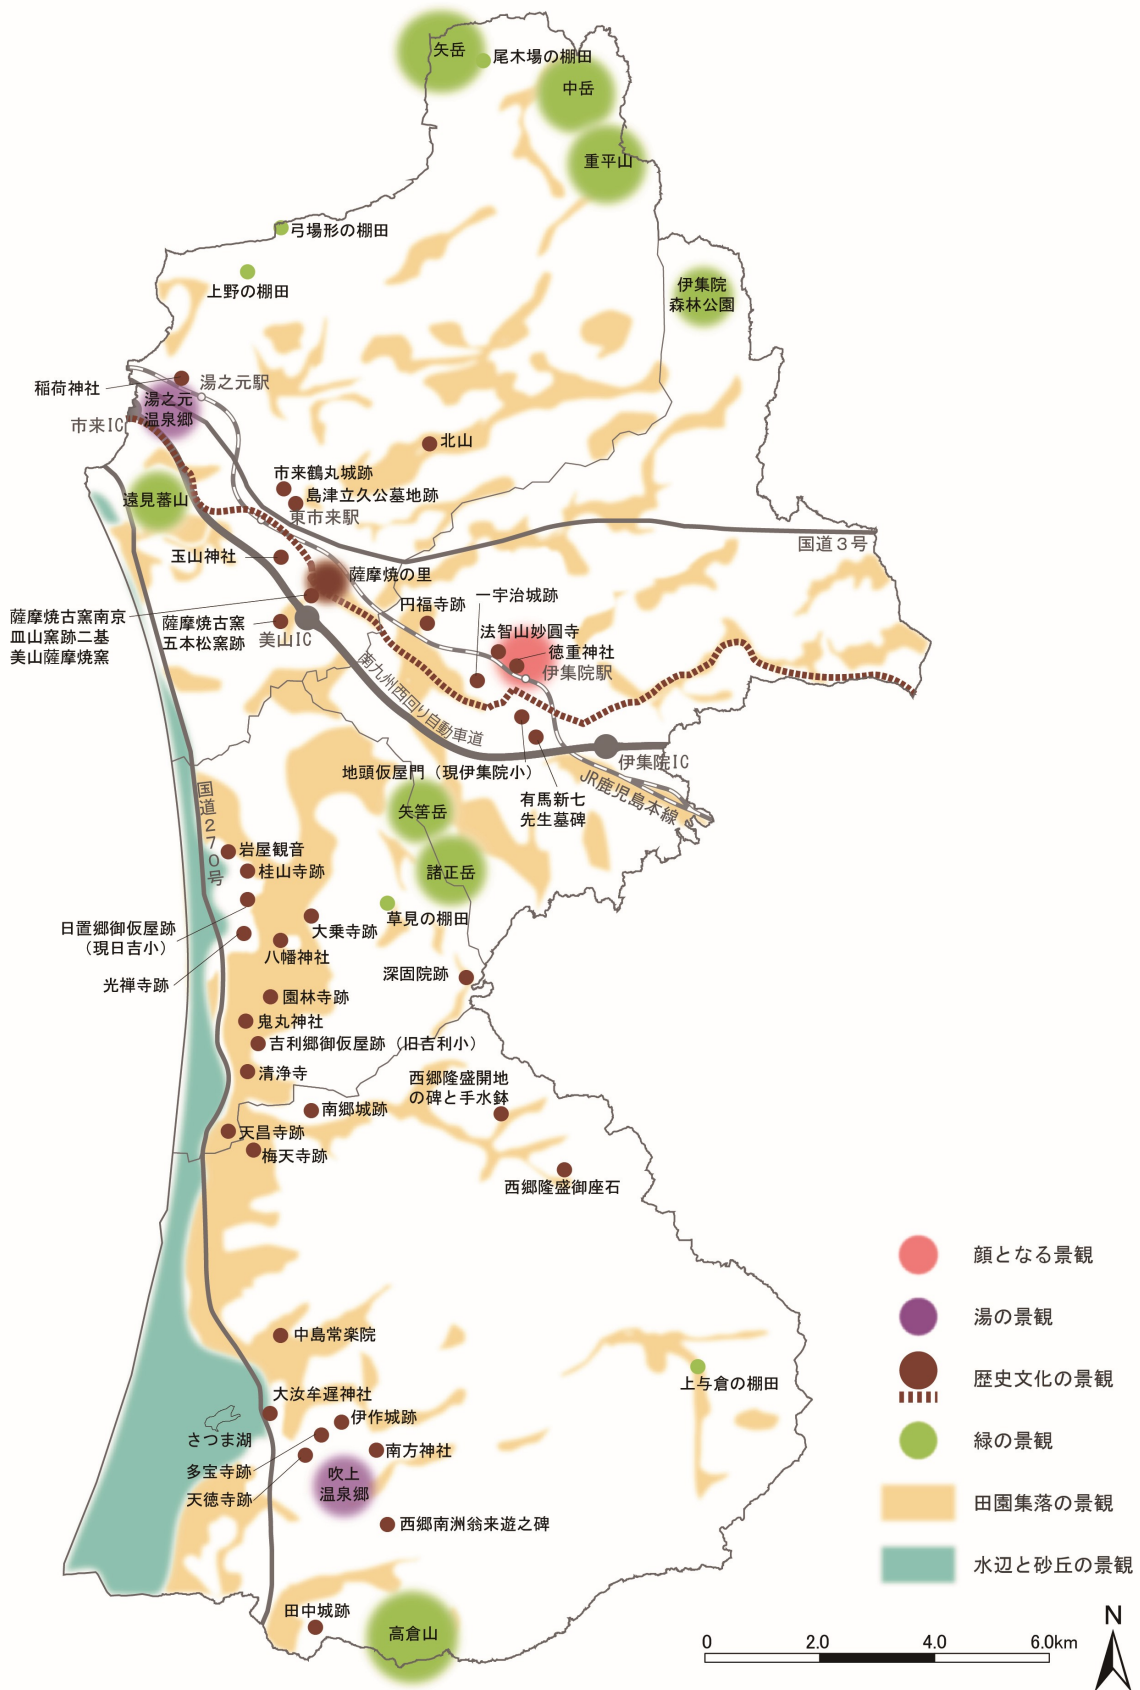 矢岳
尾木場の棚田
中岳
重平山
弓場形の棚田
上野の棚田
伊集院
森林公園
稲荷神社
湯之元駅
湯之元
温泉郷
市来IC
北山
市来鶴丸城跡
島津立久公墓地跡
東市来駅
遠見番山
国道3号
玉山神社
薩摩焼の里
一宇治城跡
円福寺跡
薩摩焼古窯南京
皿山窯跡二基
美山薩摩焼窯
薩摩焼古窯
五本松窯跡
美山IC
法智山妙圓寺
徳重神社
伊集院駅
南九州西回り自動車道
伊集院IC
地頭仮屋門（現伊集院小）
JR鹿児島本線
有馬新七
先生墓碑
国道270号
矢筈岳
岩屋観音
桂山寺跡
諸正岳
草見の棚田
日置郷御仮屋跡
（現日吉小）
大乗寺跡
八幡神社
光禅寺跡
深固院跡
園林寺跡
鬼丸神社
吉利郷御仮屋跡（旧吉利小）
清浄寺
西郷隆盛開地
の碑と手水鉢
南郷城跡
天昌寺跡
梅天寺跡
西郷隆盛御座石
顔となる景観
湯の景観
中島常楽院
歴史文化の景観
上与倉の棚田
大汝牟遅神社
伊作城跡
さつま湖
緑の景観
南方神社
多宝寺跡
吹上
温泉郷
天徳寺跡
田園集落の景観
西郷南洲翁来遊之碑
水辺と砂丘の景観
田中城跡
高倉山
N
0 2.0 4.0 6.0km